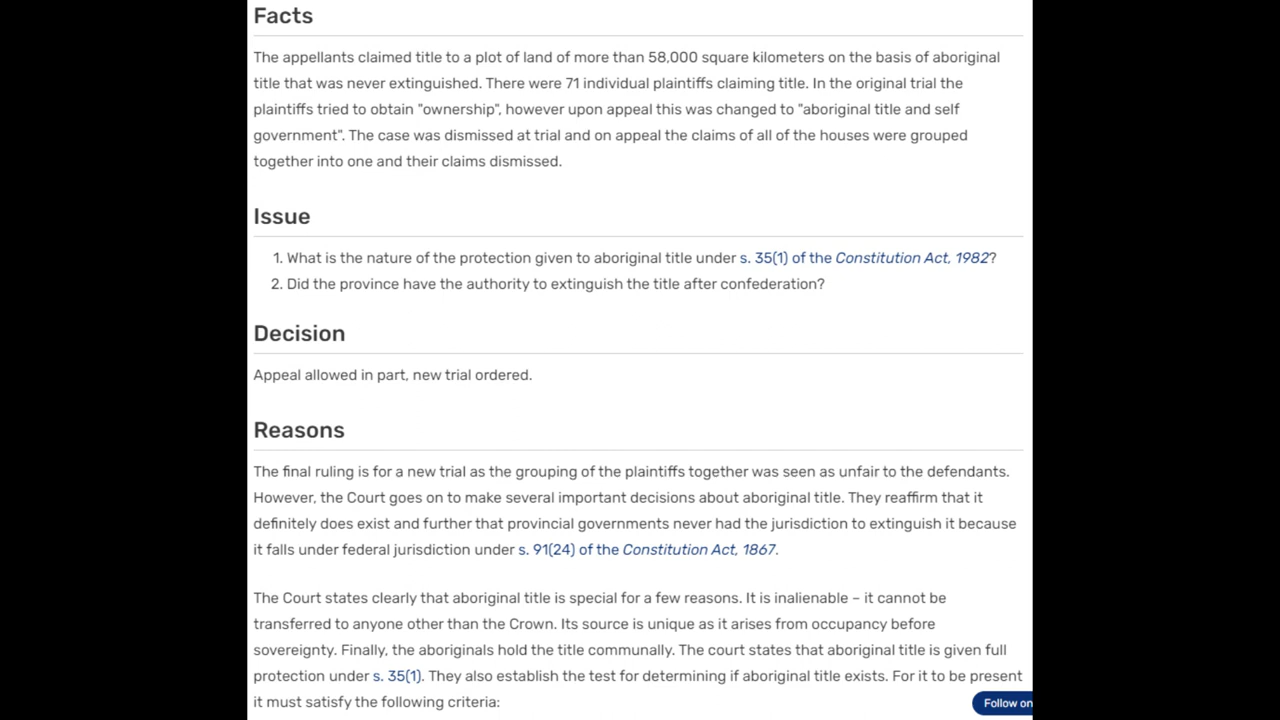 Facts
The appellants claimed title to a plot of land of more than 58,000 square kilometers on the basis of aboriginal
title that was never extinguished. There were 71 individual plaintiffs claiming title. In the original trial the
plaintiffs tried to obtain "ownership", however upon appeal this was changed to "aboriginal title and self
government". The case was dismissed at trial and on appeal the claims of all of the houses were grouped
together into one and their claims dismissed.
Issue
1. What is the nature of the protection given to aboriginal title under s. 35(1) of the Constitution Act, 1982?
2. Did the province have the authority to extinguish the title after confederation?
Decision
Appeal allowed in part, new trial ordered.
Reasons
The final ruling is for a new trial as the grouping of the plaintiffs together was seen as unfair to the defendants.
However, the Court goes on to make several important decisions about aboriginal title. They reaffirm that it
definitely does exist and further that provincial governments never had the jurisdiction to extinguish it because
it falls under federal jurisdiction under s. 91(24) of the Constitution Act, 1867.
The Court states clearly that aboriginal title is special for a few reasons. It is inalienable – it cannot be
transferred to anyone other than the Crown. Its source is unique as it arises from occupancy before
sovereignty. Finally, the aboriginals hold the title communally. The court states that aboriginal title is given full
protection under s. 35(1). They also establish the test for determining if aboriginal title exists. For it to be present
it must satisfy the following criteria:
Follow on